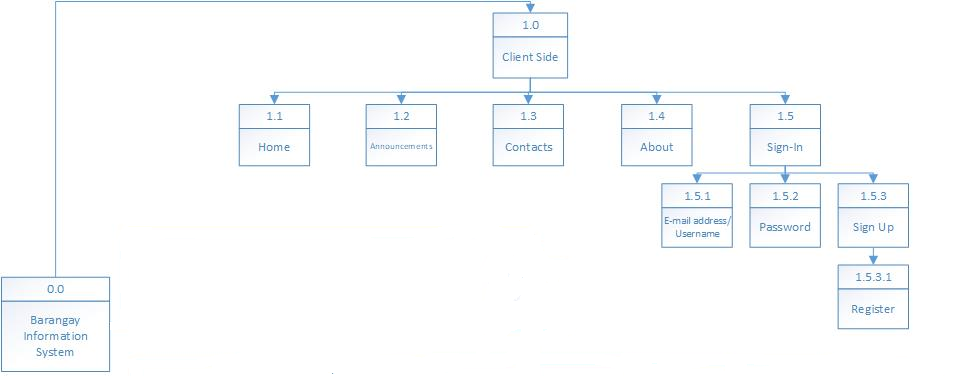 1.0
Client Side
1.1
Home
1.2
Announcements
1.3
Contacts
1.4
About
1.5
Sign-In
1.5.1
E-mail address/
Username
1.5.2
Password
1.5.3
Sign Up
1.5.3.1
Register
0.0
Barangay
Information
System